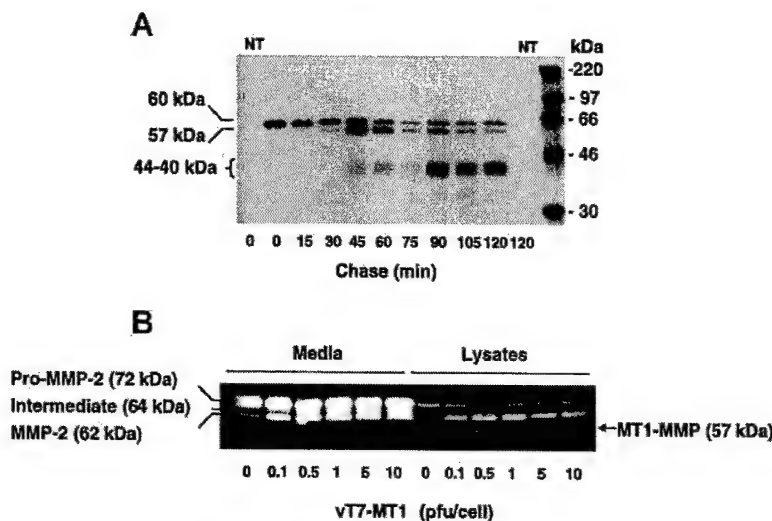 A
NT
NT
kDa
60 kDa
57 kDa
44-40 kDa
-220
- 97
- 66
- 46
- 30
0 0 15 30 45 60 75 90 105 120 120
Chase (min)
B
Media
Lysates
Pro-MMP-2 (72 kDa)
Intermediate (64 kDa)
MMP-2 (62 kDa)
MT1-MMP (57 kDa)
0 0.1 0.5 1 5 10 0 0.1 0.5 1 5 10
vT7-MT1 (pfu/cell)